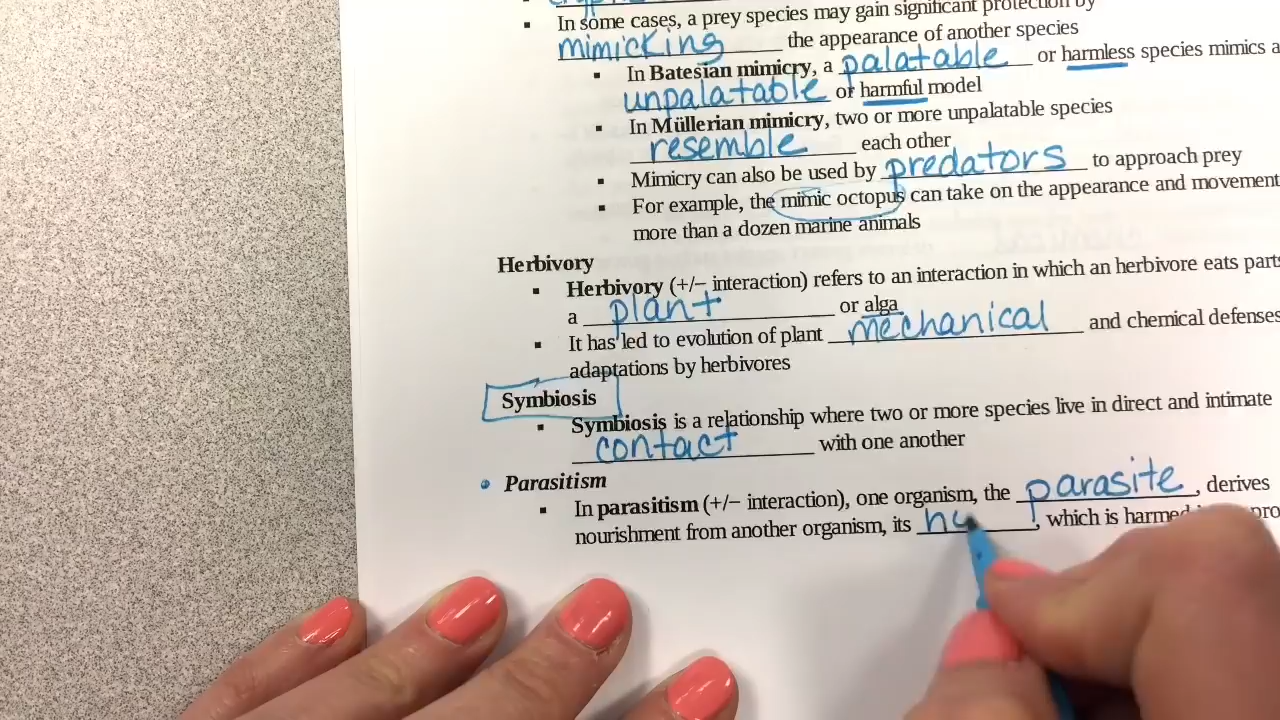 In some cases, a prey species may gain significant protection by
mimicking the appearance of another species
In Batesian mimicry, a palatable or harmless species mimics a
unpalatable or harmful model
In Müllerian mimicry, two or more unpalatable species
resemble each other
Mimicry can also be used by predators to approach prey
For example, the mimic octopus can take on the appearance and movement
more than a dozen marine animals
Herbivory
Herbivory (+/− interaction) refers to an interaction in which an herbivore eats parts
a plant or alga
It has led to evolution of plant mechanical and chemical defenses
adaptations by herbivores
Symbiosis
Symbiosis is a relationship where two or more species live in direct and intimate
contact with one another
Parasitism
In parasitism (+/− interaction), one organism, the parasite, derives
nourishment from another organism, its , which is harmed